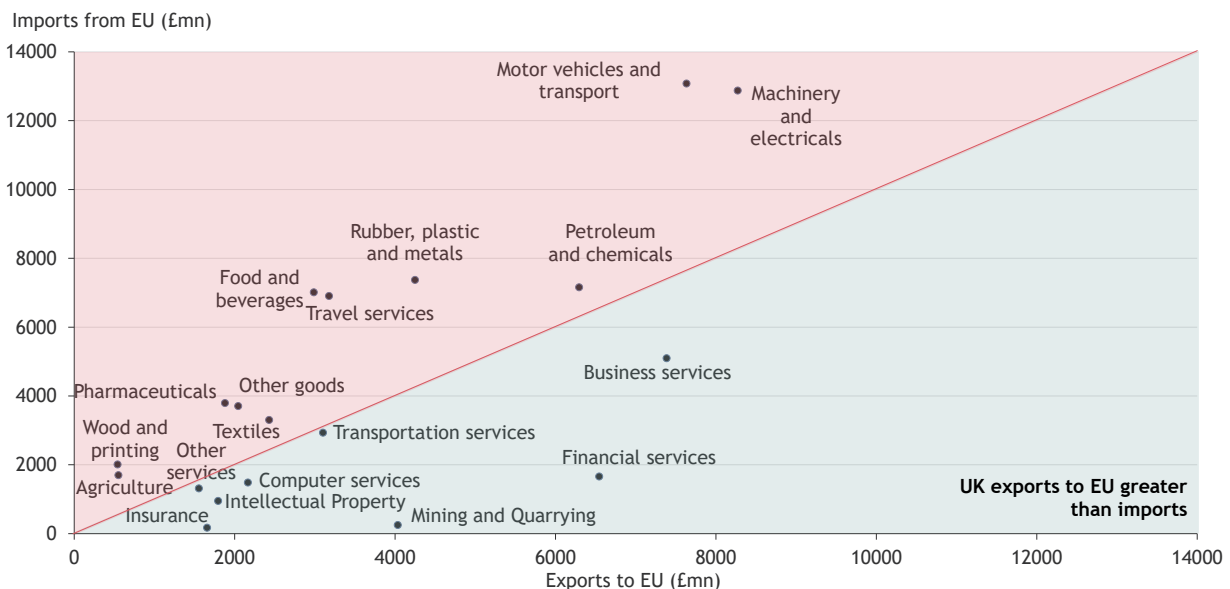 Imports from EU (£mn)
14000
12000
10000
8000
6000
4000
2000
0
Motor vehicles and
transport
Machinery
and
electricals
Rubber, plastic
and metals
Petroleum
and chemicals
Food and
beverages
Travel services
Business services
Pharmaceuticals
Other goods
Textiles
Transportation services
Wood and
printing
Other
services
Financial services
Agriculture
Computer services
Intellectual Property
Insurance
Mining and Quarrying
UK exports to EU greater
than imports
0
2000
4000
6000
8000
10000
12000
14000
Exports to EU (£mn)